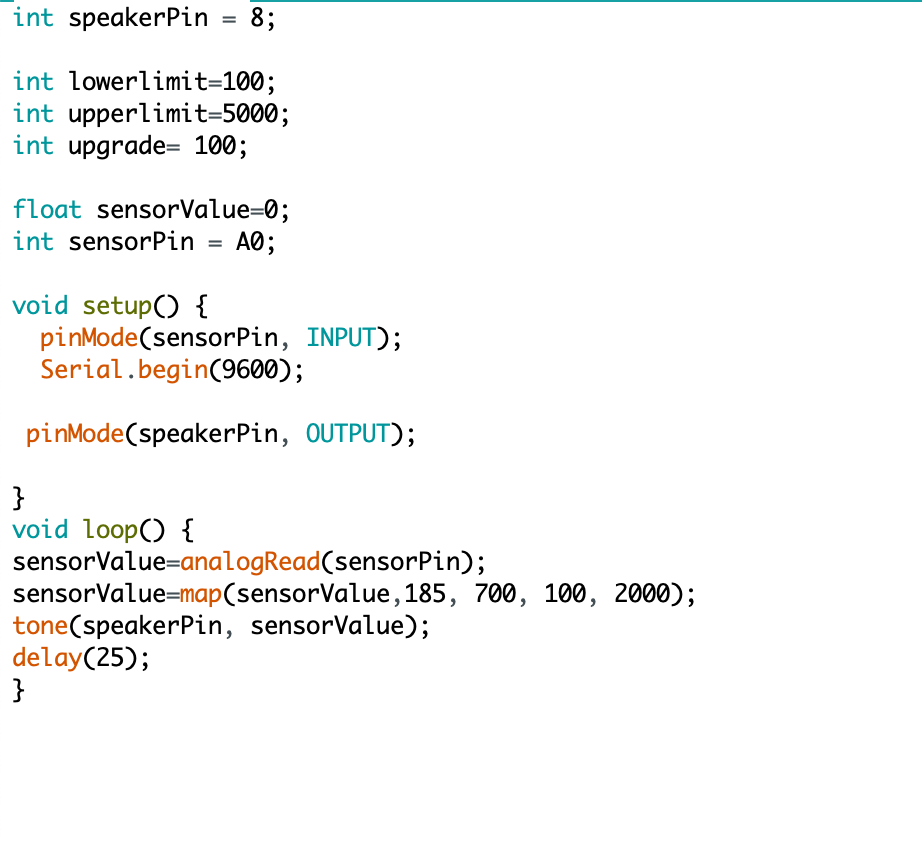 int speakerPin = 8;
int lowerlimit=100;
int upperlimit=5000;
int upgrade= 100;
float sensorValue=0;
int sensorPin = A0;
void setup() {
pinMode(sensorPin, INPUT);
Serial.begin(9600);
pinMode(speakerPin, OUTPUT);
}
void loop() {
sensorValue=analogRead(sensorPin);
sensorValue=map(sensorValue,185, 700, 100, 2000);
tone(speakerPin, sensorValue);
delay(25);
}